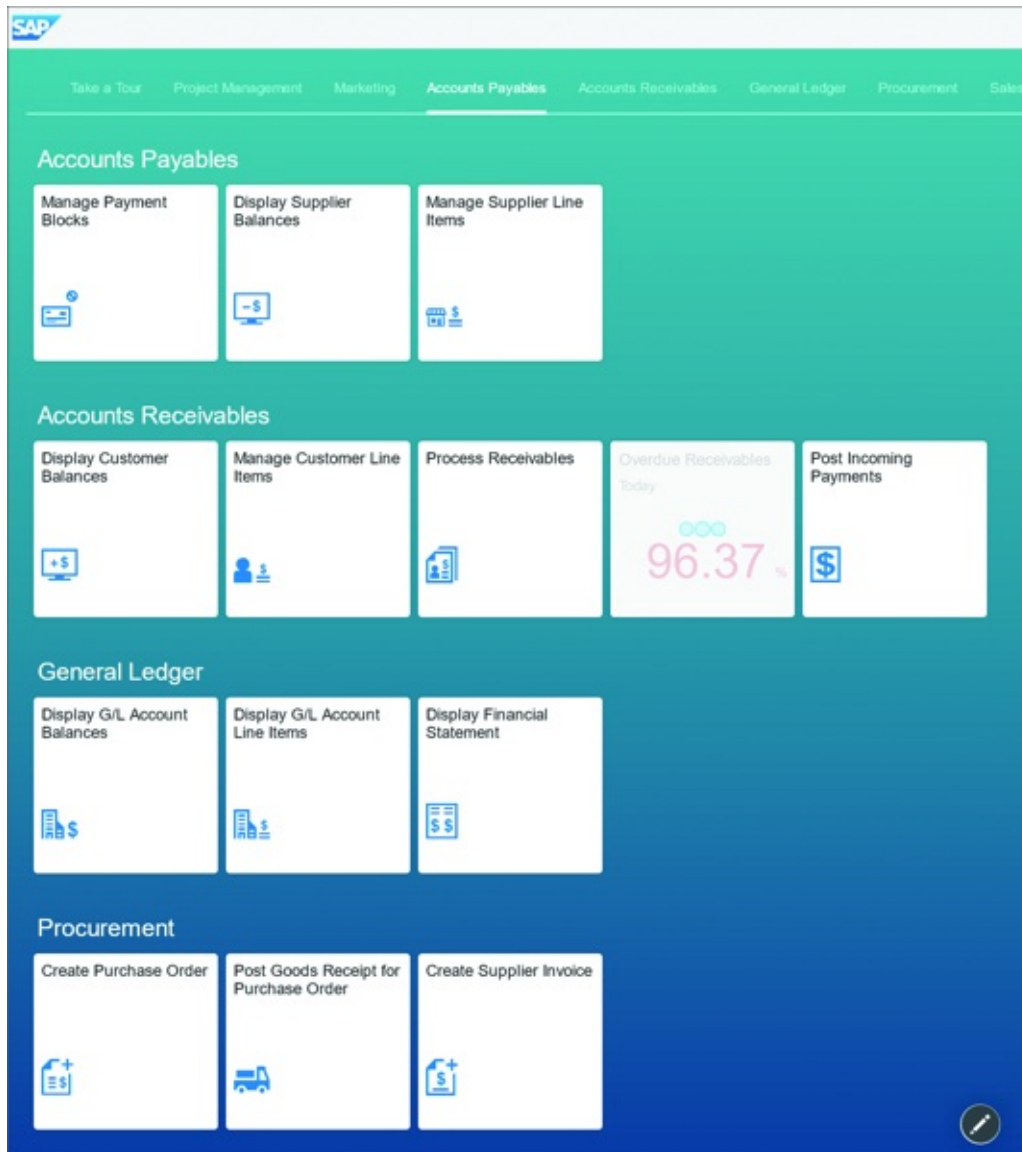 SAP
Take a Tour Project Management Marketing Accounts Payables Accounts Receivables General Ledger Procurement Sales
Accounts Payables
Manage Payment
Blocks
Display Supplier
Balances
-$
Manage Supplier Line
Items
$
Accounts Receivables
Display Customer
Balances
+$
Manage Customer Line
Items
$
Process Receivables
$
Overdue Receivables
Today
96.37 %
Post Incoming
Payments
$
General Ledger
Display G/L Account
Balances
$
Display G/L Account
Line Items
$
Display Financial
Statement
$ $
Procurement
Create Purchase Order
$
Post Goods Receipt for
Purchase Order
Create Supplier Invoice
$